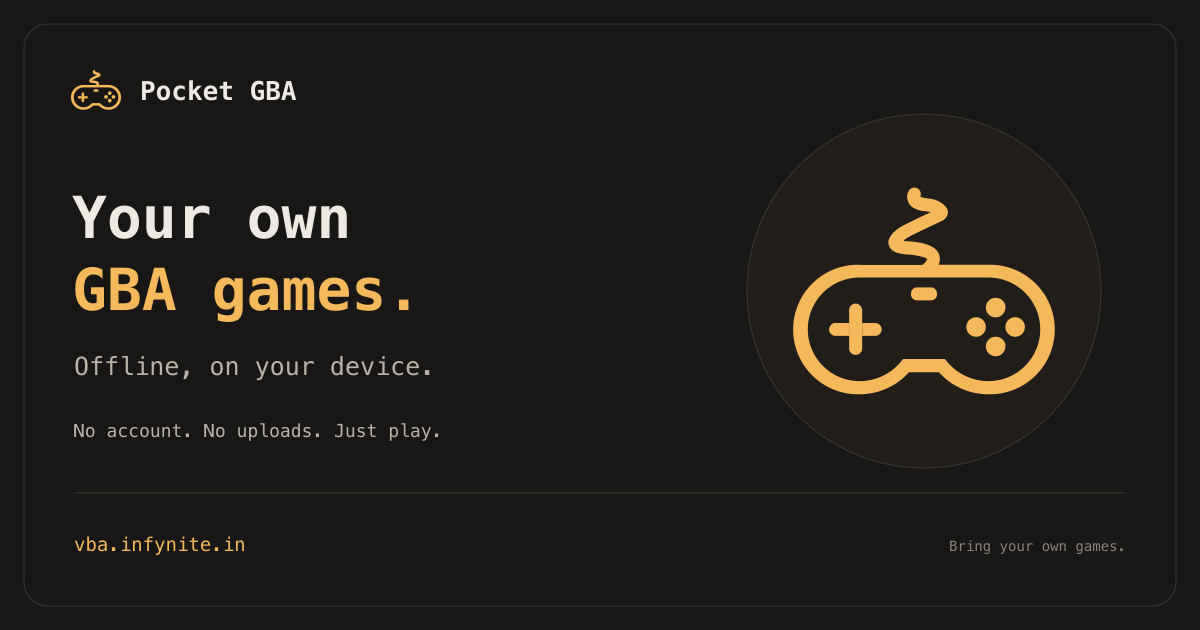 Pocket GBA
Your own
GBA games.
Offline, on your device.
No account. No uploads. Just play.
vba.infynite.in
Bring your own games.